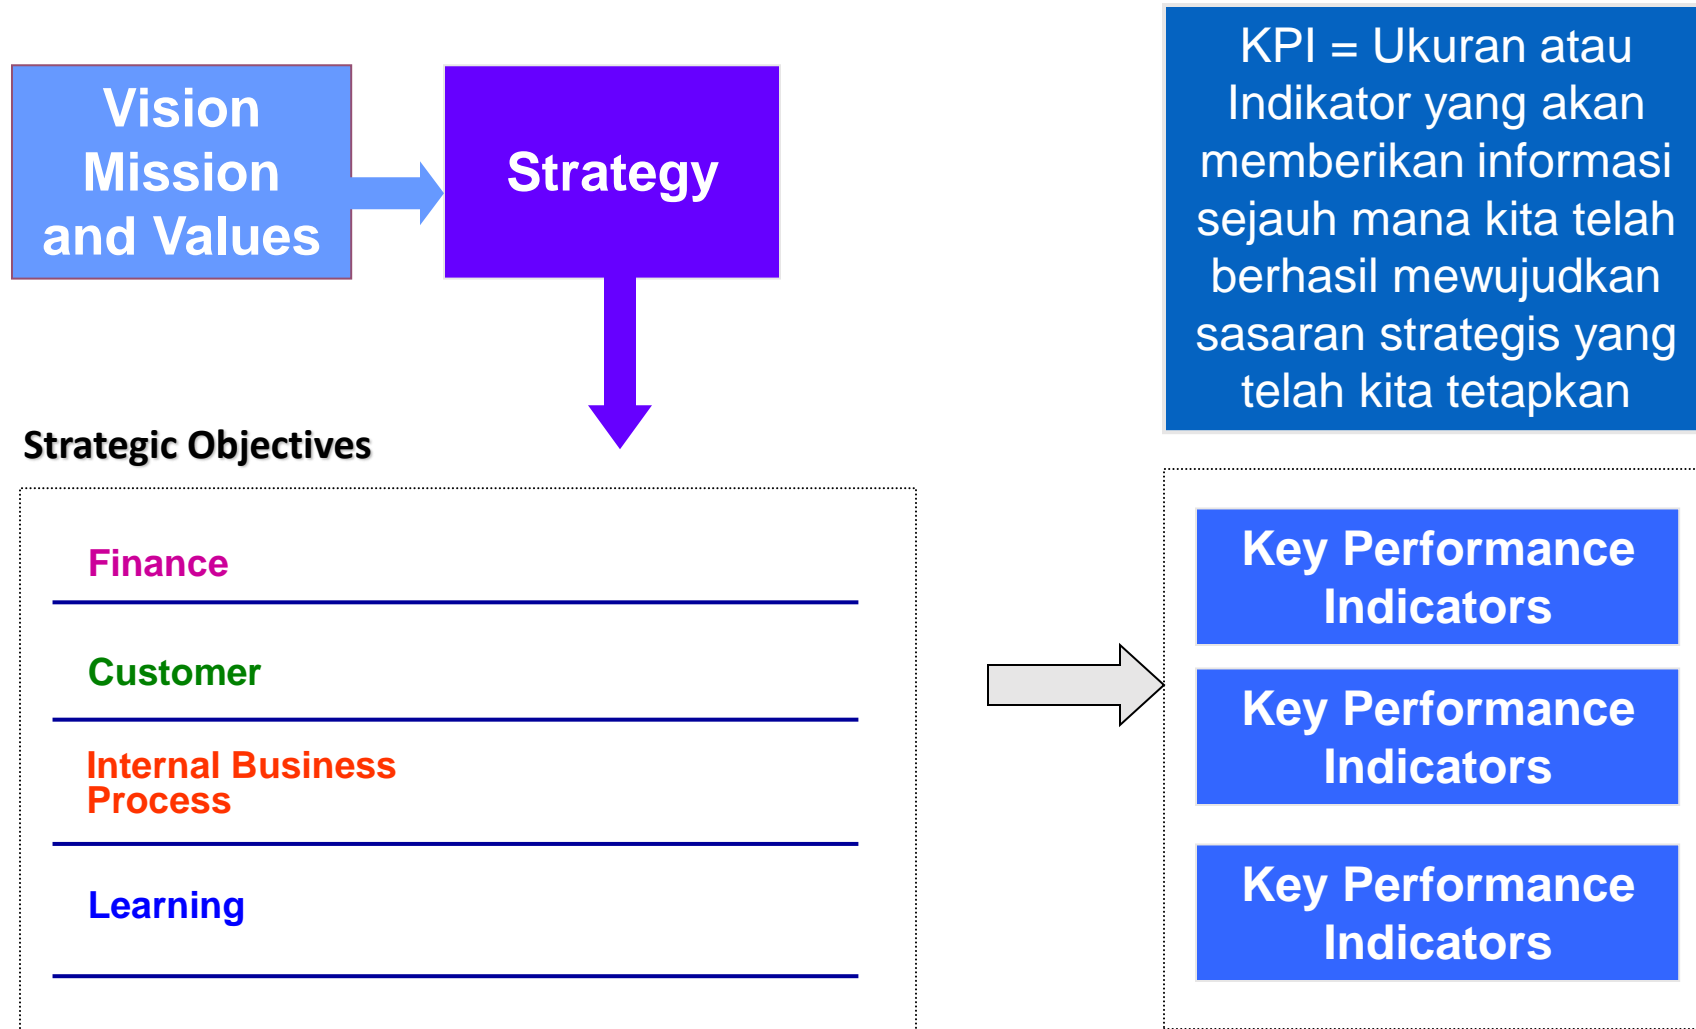 Vision
Mission
and Values
Strategy
KPI = Ukuran atau
Indikator yang akan
memberikan informasi
sejauh mana kita telah
berhasil mewujudkan
sasaran strategis yang
telah kita tetapkan
Strategic Objectives
Finance
Customer
Internal Business
Process
Learning
Key Performance
Indicators
Key Performance
Indicators
Key Performance
Indicators